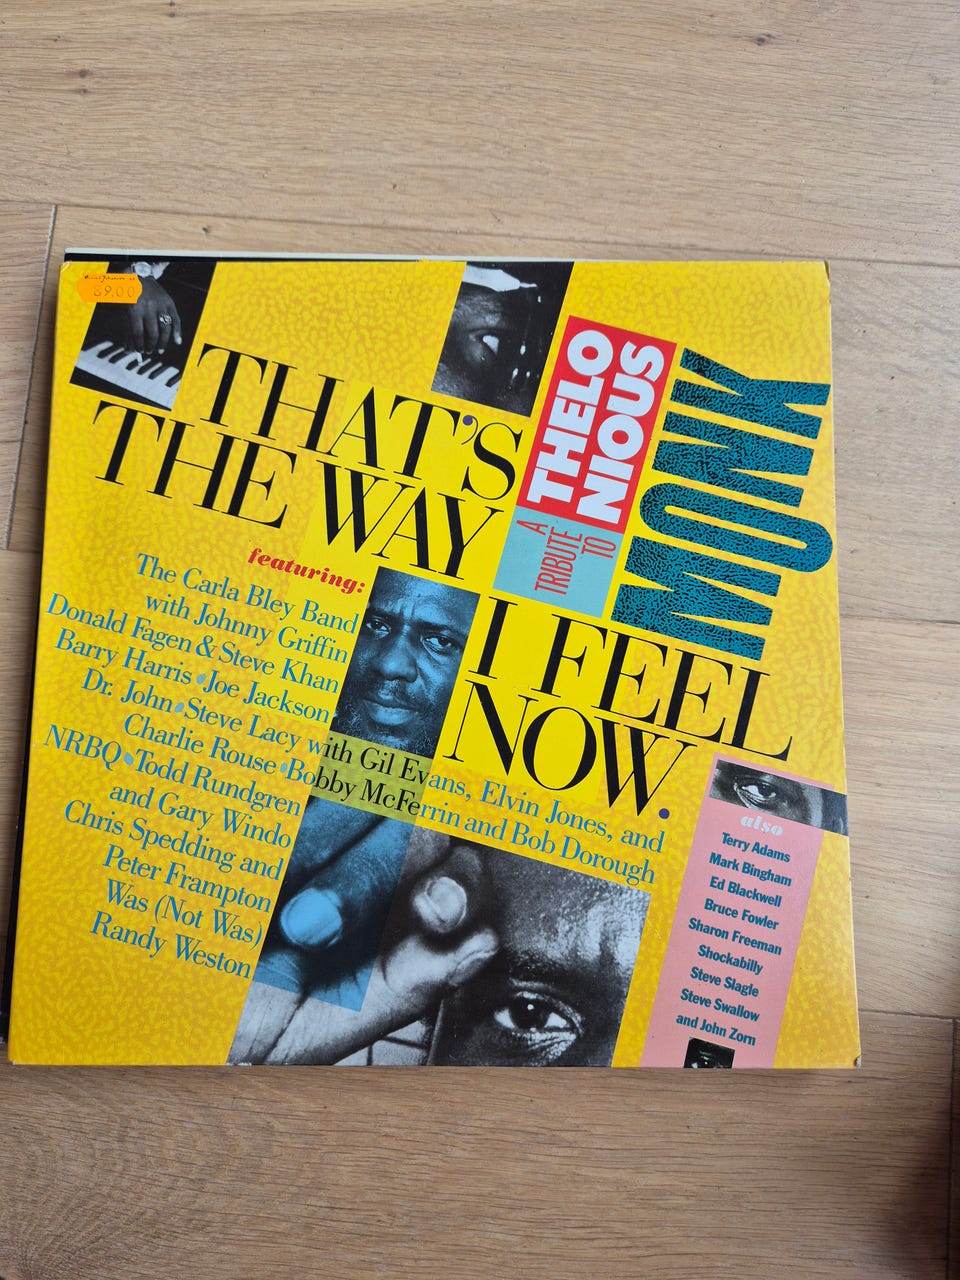 39.00
THAT'S
THE WAY
I FEEL
NOW.
A
TRIBUTE
TO
THELO
NIOUS
MONK
featuring:
The Carla Bley Band
with Johnny Griffin
Donald Fagen & Steve Khan
Barry Harris • Joe Jackson
Dr. John • Steve Lacy with Gil Evans, Elvin Jones, and
Charlie Rouse • Bobby McFerrin and Bob Dorough
NRBQ • Todd Rundgren
and Gary Windo
Chris Spedding and
Peter Frampton
Was (Not Was)
Randy Weston
also
Terry Adams
Mark Bingham
Ed Blackwell
Bruce Fowler
Sharon Freeman
Shockabilly
Steve Slagle
Steve Swallow
and John Zorn